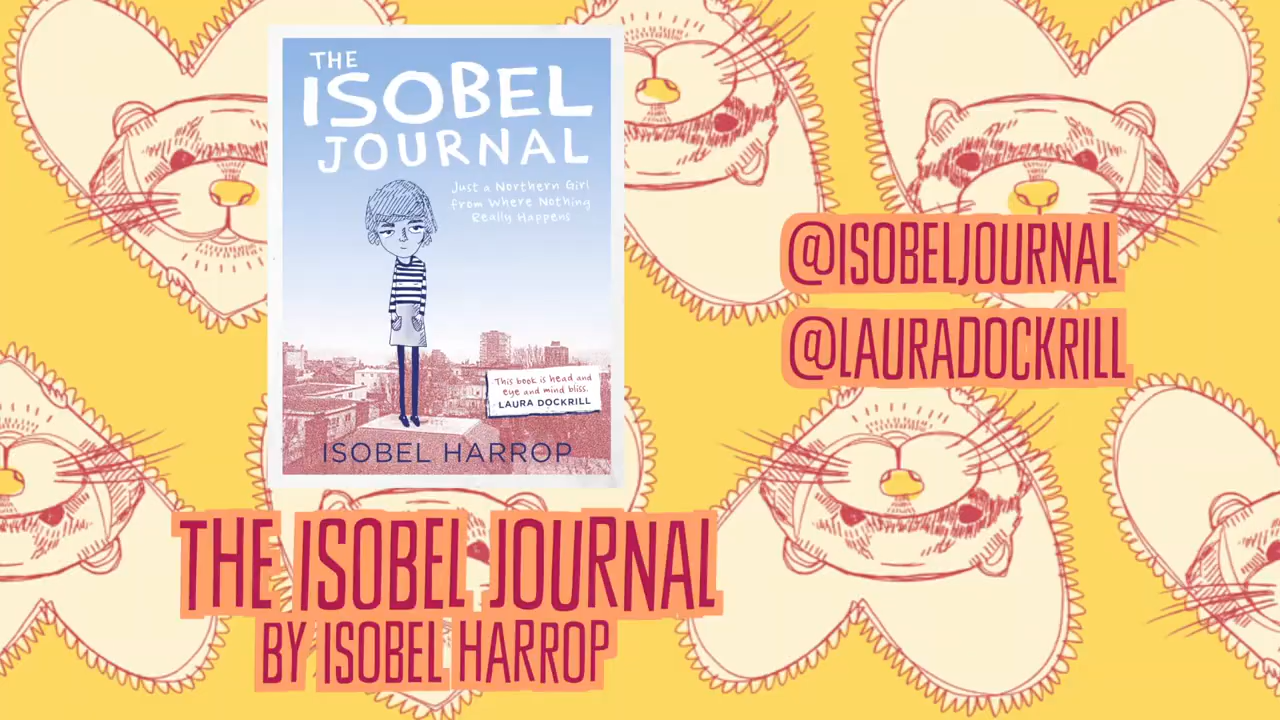 THE
ISOBEL
JOURNAL
Just a Northern Girl
from Where Nothing
Really Happens
This book is head and
eye and mind bliss.
LAURA DOCKRILL
ISOBEL HARROP
@ISOBELJOURNAL
@LAURADOCKRILL
THE ISOBEL JOURNAL
BY ISOBEL HARROP